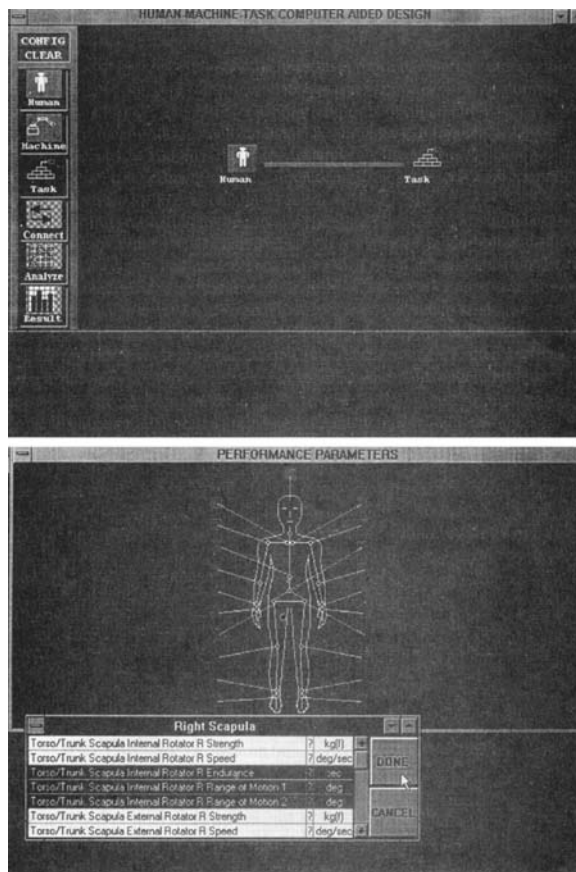 HUMAN-MACHINE-TASK COMPUTER AIDED DESIGN
CONFIG
CLEAR
Human
Machine
Task
Connect
Analyze
Result
Human
Task
PERFORMANCE PARAMETERS
Right Scapula
Torso/Trunk Scapula Internal Rotator R Strength ? kg(f)
Torso/Trunk Scapula Internal Rotator R Speed ? deg/sec
Torso/Trunk Scapula Internal Rotator R Endurance ? sec
Torso/Trunk Scapula Internal Rotator R Range of Motion 1 ? deg
Torso/Trunk Scapula Internal Rotator R Range of Motion 2 ? deg
Torso/Trunk Scapula External Rotator R Strength ? kg(f)
Torso/Trunk Scapula External Rotator R Speed ? deg/sec
DONE
CANCEL